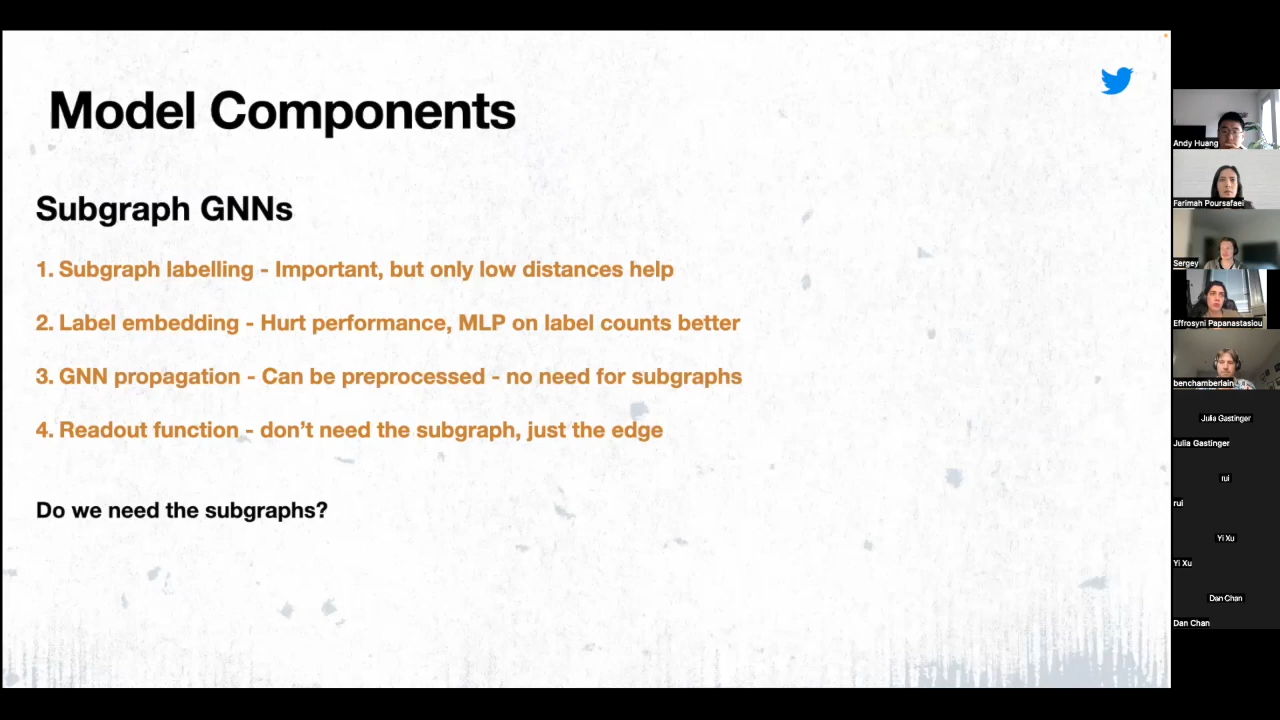 Model Components
Subgraph GNNs
1. Subgraph labelling - Important, but only low distances help
2. Label embedding - Hurt performance, MLP on label counts better
3. GNN propagation - Can be preprocessed - no need for subgraphs
4. Readout function - don’t need the subgraph, just the edge
Do we need the subgraphs?
Andy Huang
Farimah Poursafaei
Sergey
Effrosyni Papanastasiou
benchamberlain
Julia Gastinger
Julia Gastinger
rui
rui
Yi Xu
Yi Xu
Dan Chan
Dan Chan